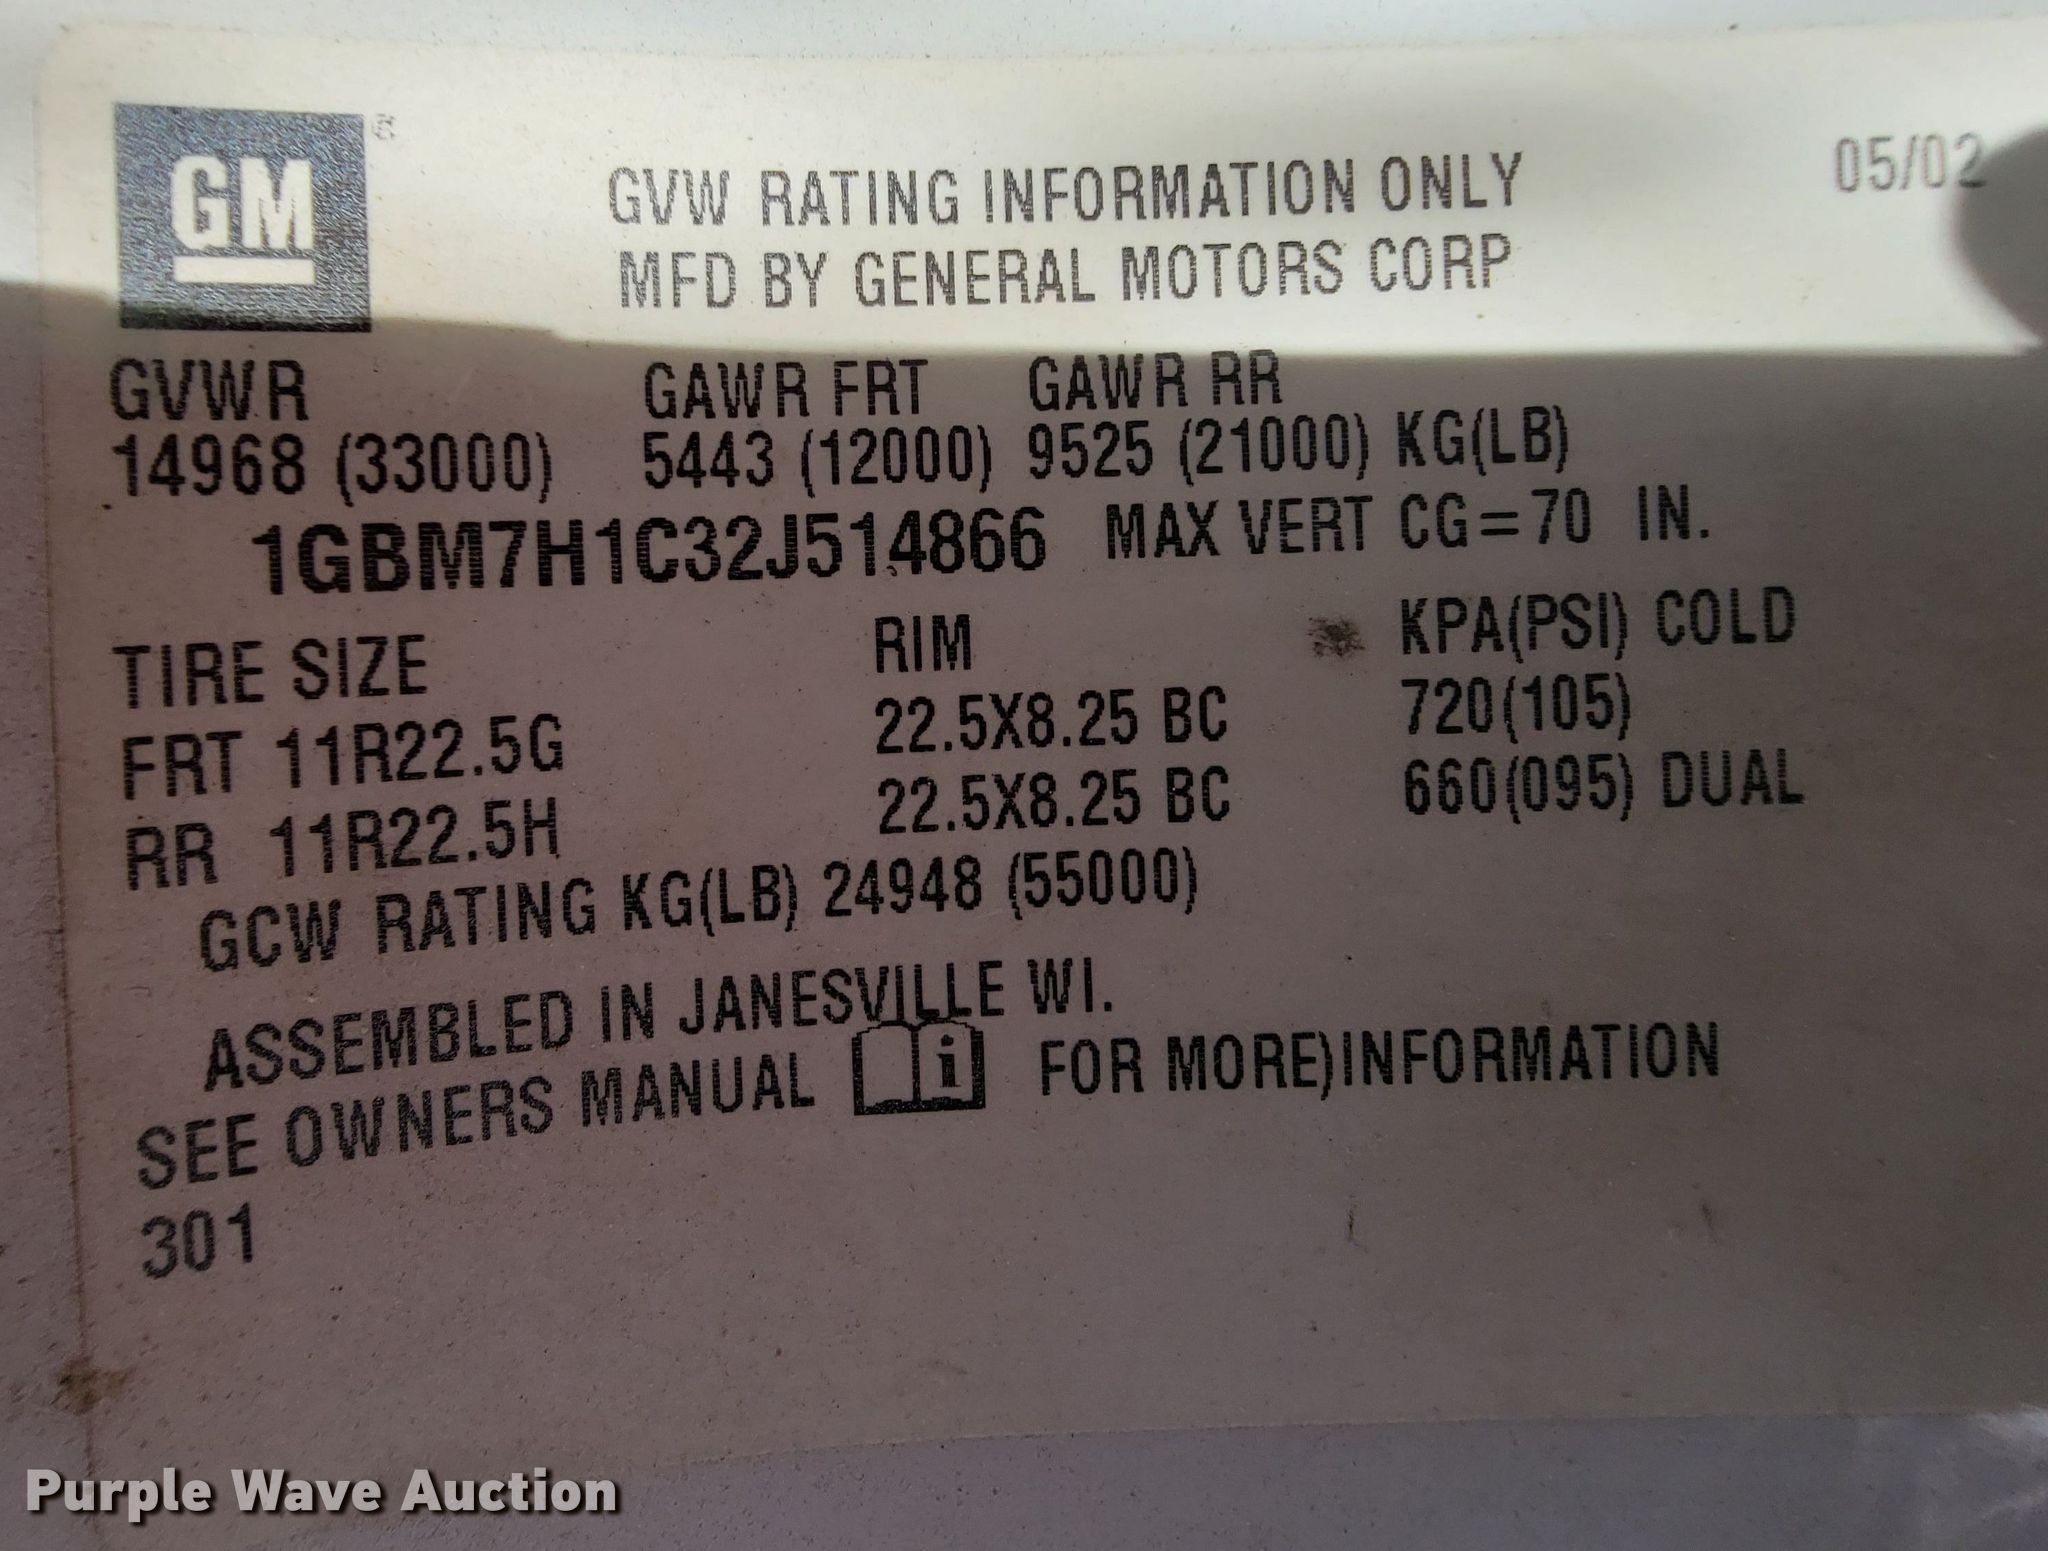 GM ®
GVW RATING INFORMATION ONLY 05/02
MFD BY GENERAL MOTORS CORP
GVWR GAWR FRT GAWR RR
14968 (33000) 5443 (12000) 9525 (21000) KG(LB)
1GBM7H1C32J514866 MAX VERT CG=70 IN.
TIRE SIZE RIM KPA(PSI) COLD
FRT 11R22.5G 22.5X8.25 BC 720(105)
RR 11R22.5H 22.5X8.25 BC 660(095) DUAL
GCW RATING KG(LB) 24948 (55000)
ASSEMBLED IN JANESVILLE WI.
SEE OWNERS MANUAL i FOR MORE)INFORMATION
301
Purple Wave Auction